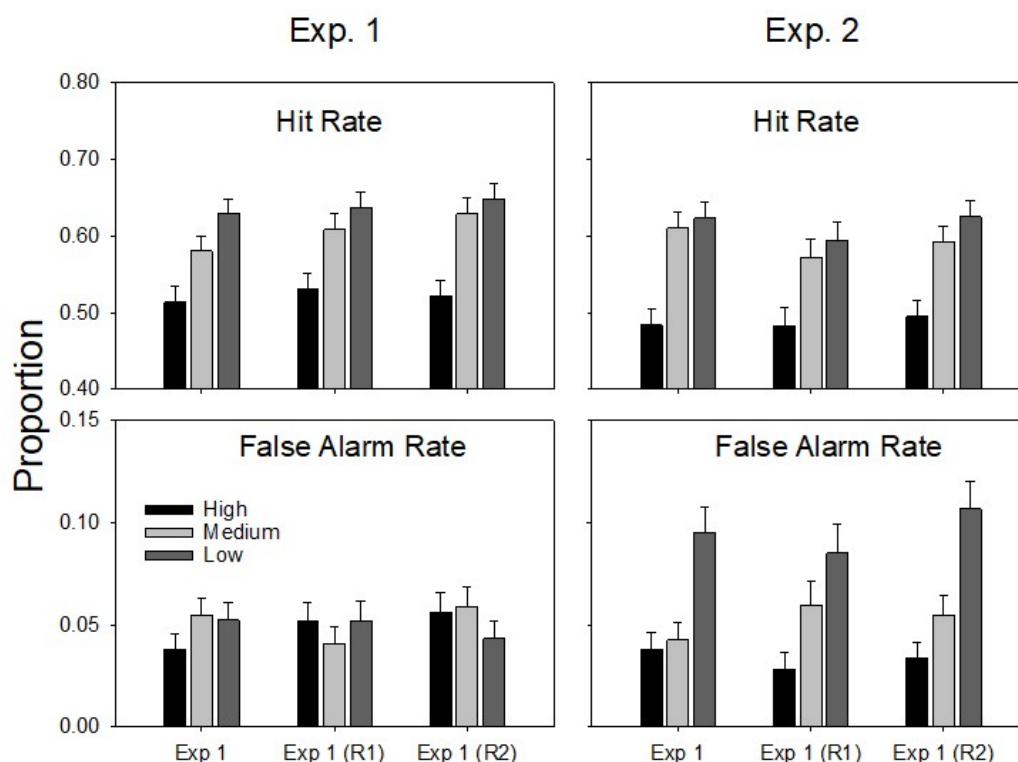 Exp. 1
Exp. 2
Proportion
0.80
0.70
0.60
0.50
0.40
Hit Rate
Hit Rate
0.15
0.10
0.05
0.00
False Alarm Rate
High
Medium
Low
False Alarm Rate
Exp 1 Exp 1 (R1) Exp 1 (R2)
Exp 1 Exp 1 (R1) Exp 1 (R2)